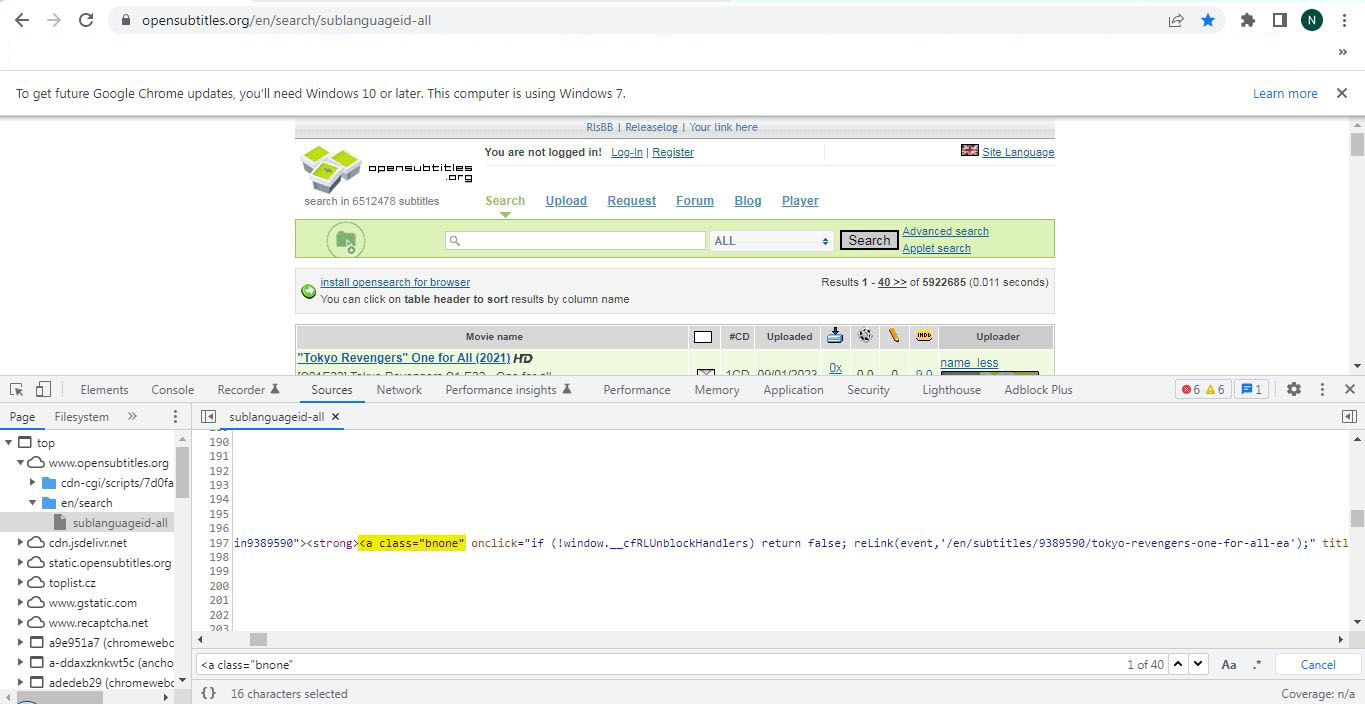 opensubtitles.org/en/search/sublanguageid-all
N
»
To get future Google Chrome updates, you'll need Windows 10 or later. This computer is using Windows 7.
Learn more
RlsBB | Releaselog | Your link here
You are not logged in! Log-In | Register
Site Language
opensubtitles
.org
search in 6512478 subtitles
Search Upload Request Forum Blog Player
ALL
Search
Advanced search
Applet search
install opensearch for browser
Results 1 - 40 >> of 5922685 (0.011 seconds)
You can click on table header to sort results by column name
Movie name #CD Uploaded IMDB Uploader
"Tokyo Revengers" One for All (2021) HD
0x
name_less
1CD 09/01/2023 0.0 0 9.0
Elements Console Recorder Sources Network Performance insights Performance Memory Application Security Lighthouse Adblock Plus
6 6 1
Page Filesystem »
sublanguageid-all ×
top
www.opensubtitles.org
cdn-cgi/scripts/7d0fa
en/search
sublanguageid-all
cdn.jsdelivr.net
static.opensubtitles.org
toplist.cz
www.gstatic.com
www.recaptcha.net
a9e951a7 (chromewebd
a-ddaxzknkwt5c (ancho
adedeb29 (chromewebd
190
191
192
193
194
195
196
197 in9389590"><strong><a class="bnone" onclick="if (!window.__cfRLUnblockHandlers) return false; reLink(event,'/en/subtitles/9389590/tokyo-revengers-one-for-all-ea');" titl
198
199
200
201
202
203
<a class="bnone"
1 of 40
Aa .* Cancel
{} 16 characters selected
Coverage: n/a